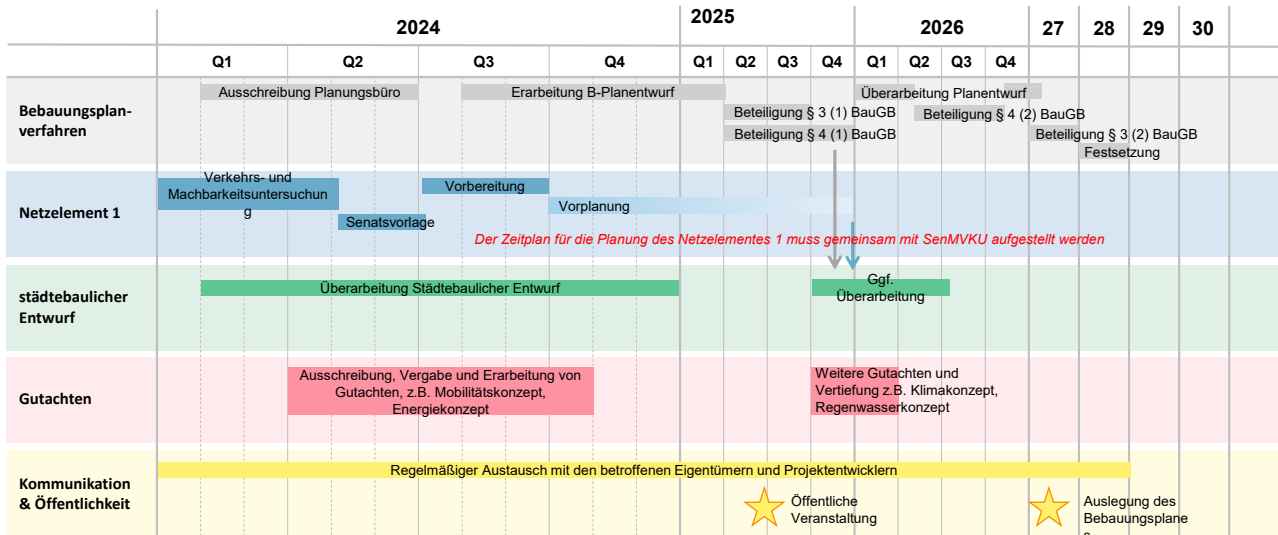 2024
2025
2026
27
28
29
30
Q1
Q2
Q3
Q4
Q1
Q2
Q3
Q4
Q1
Q2
Q3
Q4
Bebauungsplan-
verfahren
Ausschreibung Planungsbüro
Erarbeitung B-Planentwurf
Überarbeitung Planentwurf
Beteiligung § 3 (1) BauGB
Beteiligung § 4 (2) BauGB
Beteiligung § 4 (1) BauGB
Beteiligung § 3 (2) BauGB
Festsetzung
Netzelement 1
Verkehrs- und
Machbarkeitsuntersuchun
g
Vorbereitung
Vorplanung
Senatsvorlage
Der Zeitplan für die Planung des Netzelementes 1 muss gemeinsam mit SenMVKU aufgestellt werden
städtebaulicher
Entwurf
Überarbeitung Städtebaulicher Entwurf
Ggf.
Überarbeitung
Gutachten
Ausschreibung, Vergabe und Erarbeitung von
Gutachten, z.B. Mobilitätskonzept,
Energiekonzept
Weitere Gutachten und
Vertiefung z.B. Klimakonzept,
Regenwasserkonzept
Kommunikation
& Öffentlichkeit
Regelmäßiger Austausch mit den betroffenen Eigentümern und Projektentwicklern
Öffentliche
Veranstaltung
Auslegung des
Bebauungsplane
s